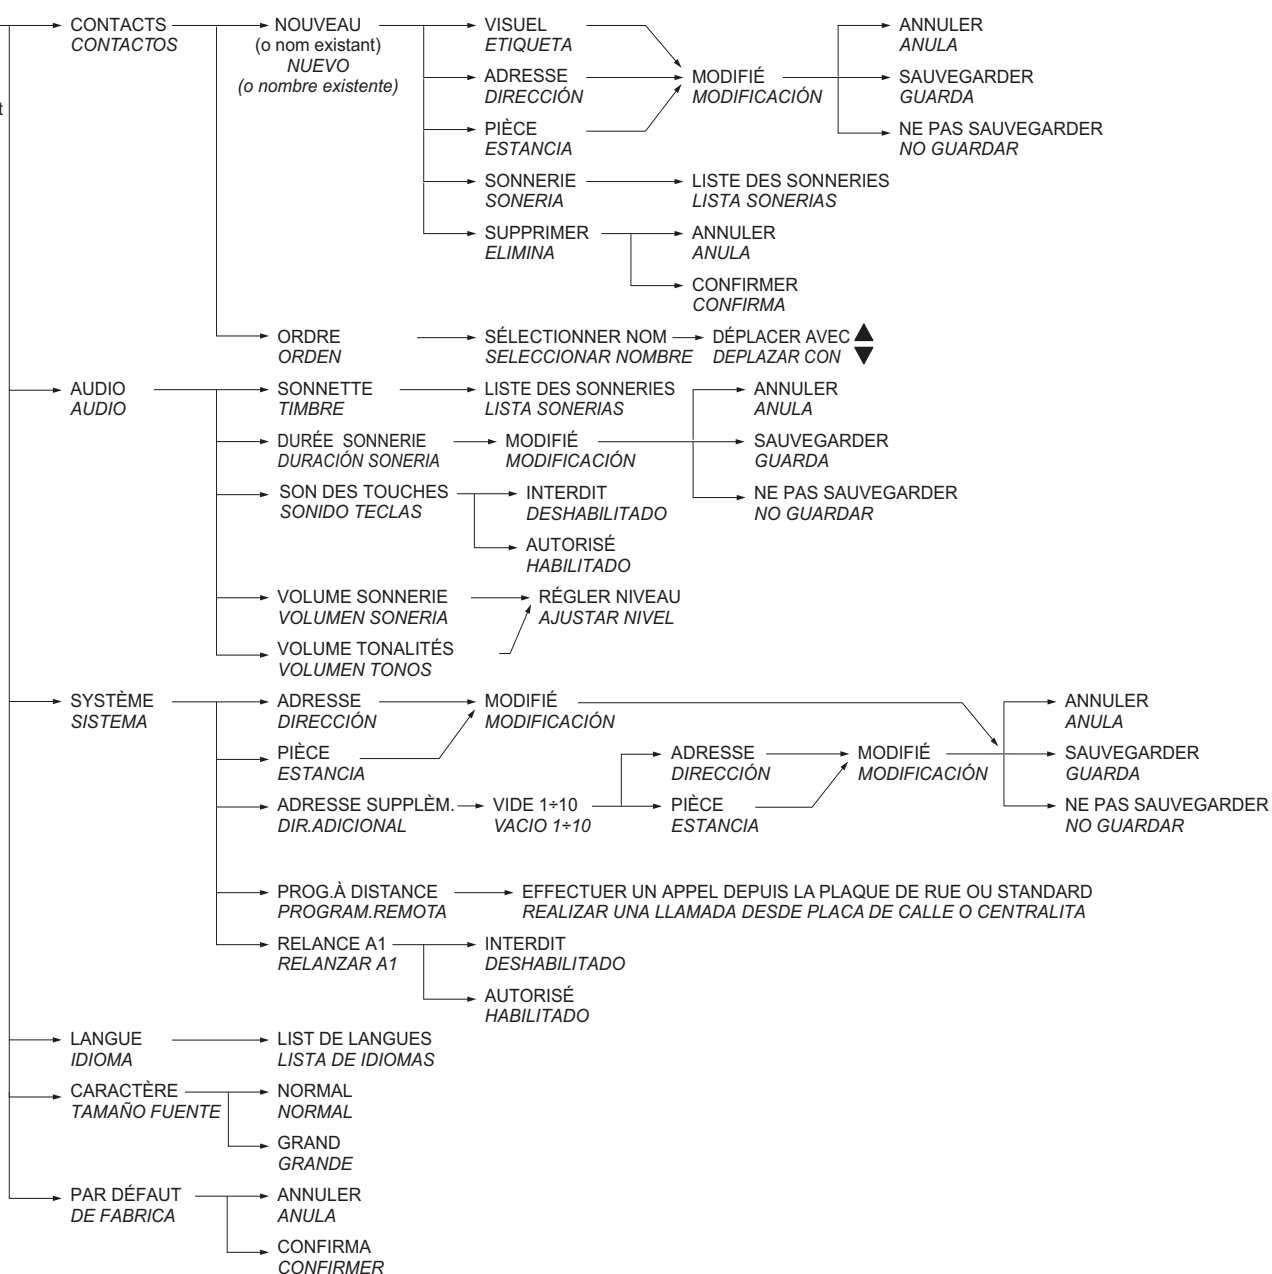 CONTACTS
CONTACTOS
NOUVEAU
(o nom existant)
NUEVO
(o nombre existente)
VISUEL
ETIQUETA
ADRESSE
DIRECCIÓN
PIÈCE
ESTANCIA
MODIFIÉ
MODIFICACIÓN
ANNULER
ANULA
SAUVEGARDER
GUARDA
NE PAS SAUVEGARDER
NO GUARDAR
t
SONNERIE
SONERIA
LISTE DES SONNERIES
LISTA SONERIAS
SUPPRIMER
ELIMINA
ANNULER
ANULA
CONFIRMER
CONFIRMA
ORDRE
ORDEN
SÉLECTIONNER NOM
SELECCIONAR NOMBRE
DÉPLACER AVEC
DEPLAZAR CON
AUDIO
AUDIO
SONNETTE
TIMBRE
LISTE DES SONNERIES
LISTA SONERIAS
DURÉE SONNERIE
DURACIÓN SONERIA
MODIFIÉ
MODIFICACIÓN
ANNULER
ANULA
SAUVEGARDER
GUARDA
NE PAS SAUVEGARDER
NO GUARDAR
SON DES TOUCHES
SONIDO TECLAS
INTERDIT
DESHABILITADO
AUTORISÉ
HABILITADO
VOLUME SONNERIE
VOLUMEN SONERIA
RÉGLER NIVEAU
AJUSTAR NIVEL
VOLUME TONALITÉS
VOLUMEN TONOS
SYSTÈME
SISTEMA
ADRESSE
DIRECCIÓN
MODIFIÉ
MODIFICACIÓN
PIÈCE
ESTANCIA
ADRESSE SUPPLÈM.
DIR.ADICIONAL
VIDE 1÷10
VACIO 1÷10
ADRESSE
DIRECCIÓN
PIÈCE
ESTANCIA
MODIFIÉ
MODIFICACIÓN
ANNULER
ANULA
SAUVEGARDER
GUARDA
NE PAS SAUVEGARDER
NO GUARDAR
PROG.À DISTANCE
PROGRAM.REMOTA
EFFECTUER UN APPEL DEPUIS LA PLAQUE DE RUE OU STANDARD
REALIZAR UNA LLAMADA DESDE PLACA DE CALLE O CENTRALITA
RELANCE A1
RELANZAR A1
INTERDIT
DESHABILITADO
AUTORISÉ
HABILITADO
LANGUE
IDIOMA
LIST DE LANGUES
LISTA DE IDIOMAS
CARACTÈRE
TAMAÑO FUENTE
NORMAL
NORMAL
GRAND
GRANDE
PAR DÉFAUT
DE FABRICA
ANNULER
ANULA
CONFIRMA
CONFIRMER